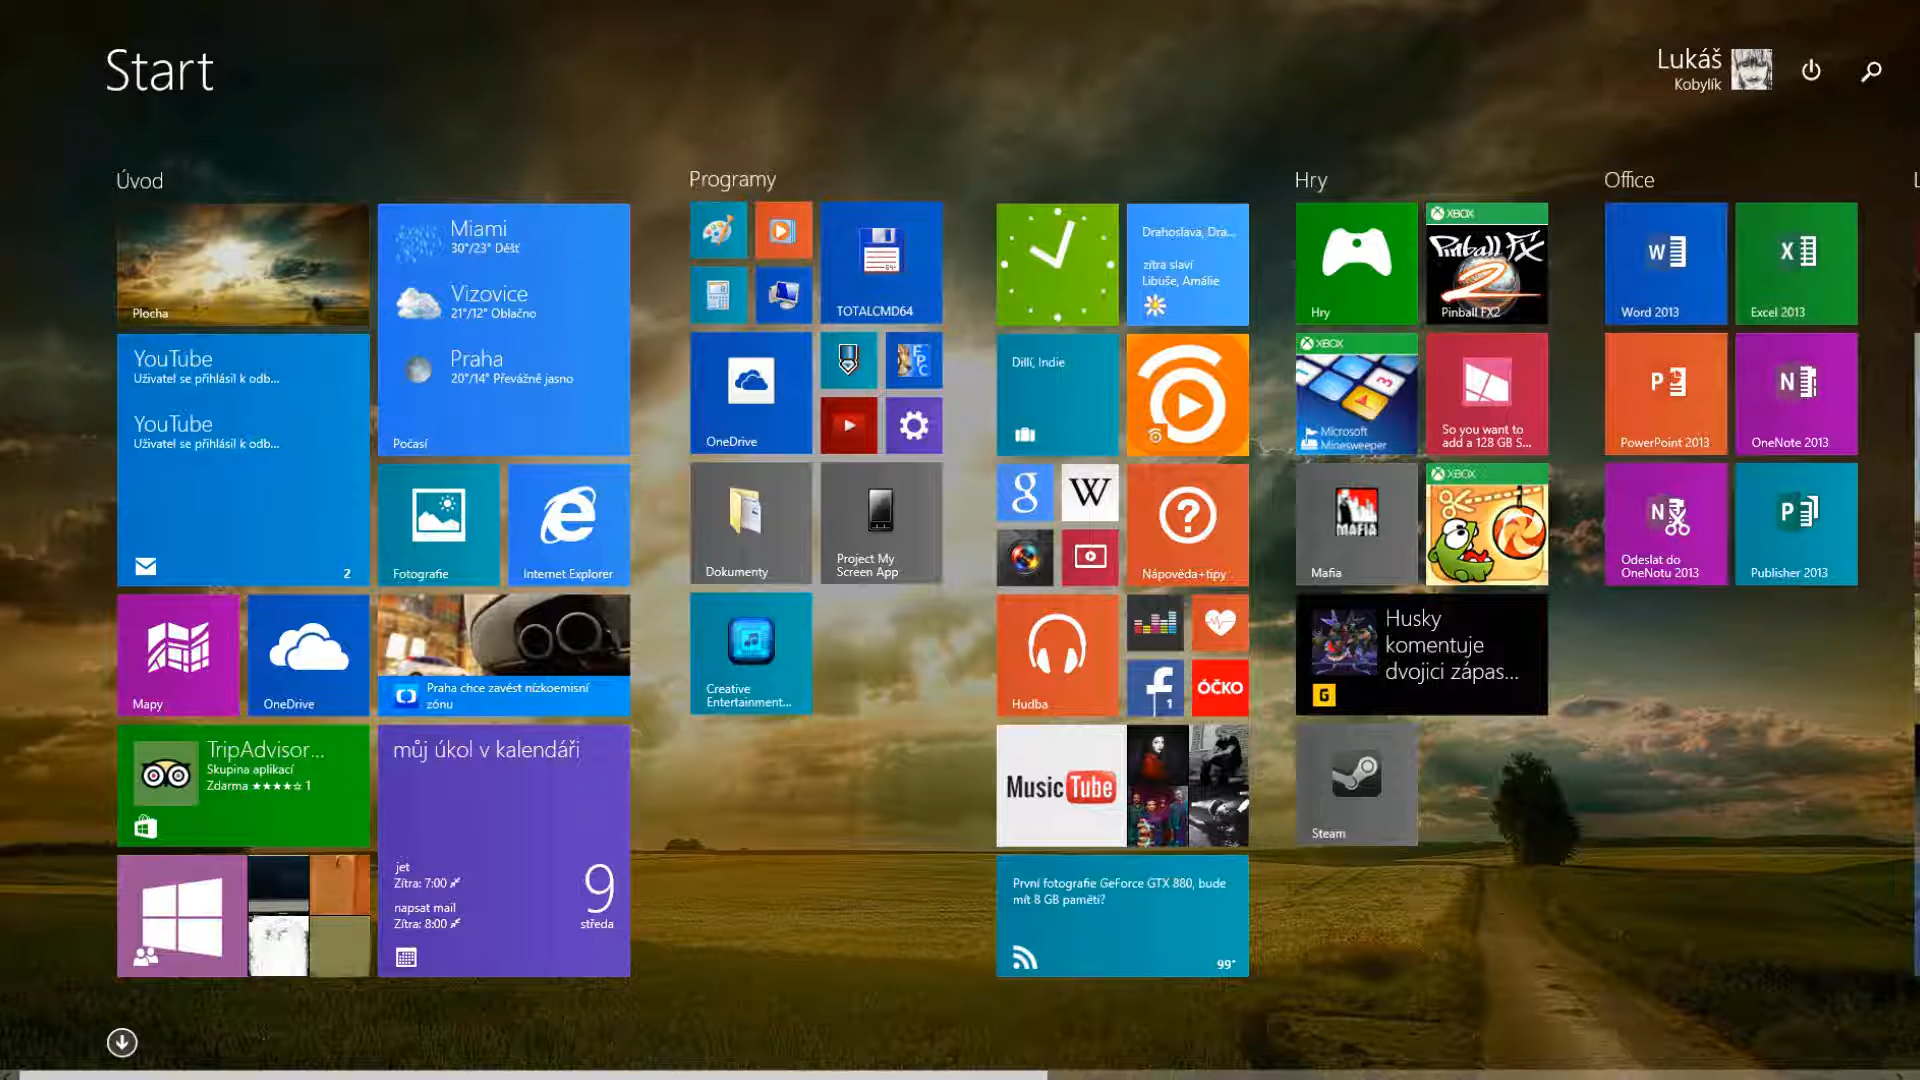 Start
Lukáš
Kobylík
Úvod
Plocha
YouTube
Uživatel se přihlásil k odb...
YouTube
Uživatel se přihlásil k odb...
2
Miami
30°/23° Déšť
Vizovice
21°/12° Oblačno
Praha
20°/14° Převážně jasno
Počasí
Fotografie
Internet Explorer
Mapy
OneDrive
Praha chce zavést nízkoemisní
zónu
TripAdvisor...
Skupina aplikací
Zdarma ★★★★☆ 1
můj úkol v kalendáři
jet
Zítra: 7:00
napsat mail
Zítra: 8:00
9
středa
Programy
TOTALCMD64
OneDrive
Dokumenty
Project My
Screen App
Creative
Entertainment...
Drahoslava, Dra...
zítra slaví
Libuše, Amálie
Dillí, Indie
g
W
Nápověda+tipy
Hudba
f
1
ÓČKO
Music Tube
První fotografie GeForce GTX 880, bude
mít 8 GB paměti?
99+
Hry
Hry
XBOX
Pinball FX
2
Pinball FX2
XBOX
Microsoft
Minesweeper
So you want to
add a 128 GB S...
MAFIA
Mafia
XBOX
Husky
komentuje
dvojici zápas...
G
Steam
Office
Word 2013
Excel 2013
PowerPoint 2013
OneNote 2013
Odeslat do
OneNotu 2013
Publisher 2013